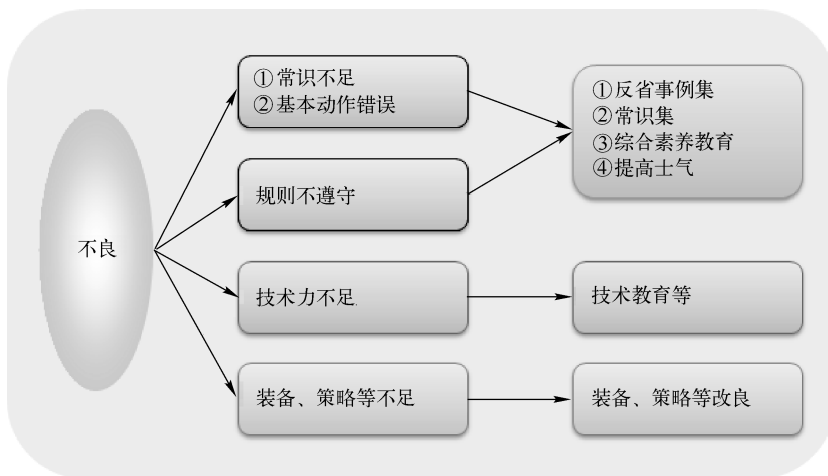 不良
①常识不足
②基本动作错误
规则不遵守
技术力不足
装备、策略等不足
①反省事例集
②常识集
③综合素养教育
④提高士气
技术教育等
装备、策略等改良